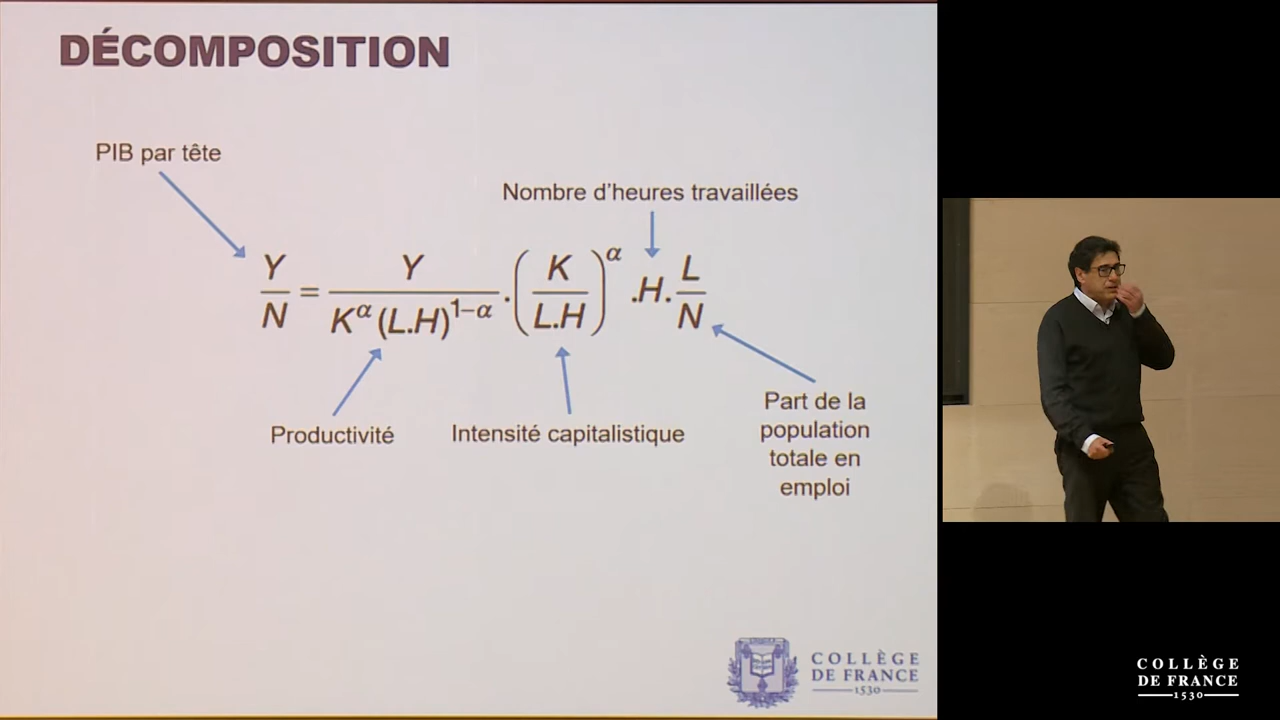 DÉCOMPOSITION
PIB par tête
Nombre d'heures travaillées
Y/N = Y/(K^α (L.H)^{1−α}) . (K/(L.H))^α .H. L/N
Productivité
Intensité capitalistique
Part de la
population
totale en
emploi
COLLÈGE
DE FRANCE
1530
COLLÈGE
DE FRANCE
1530